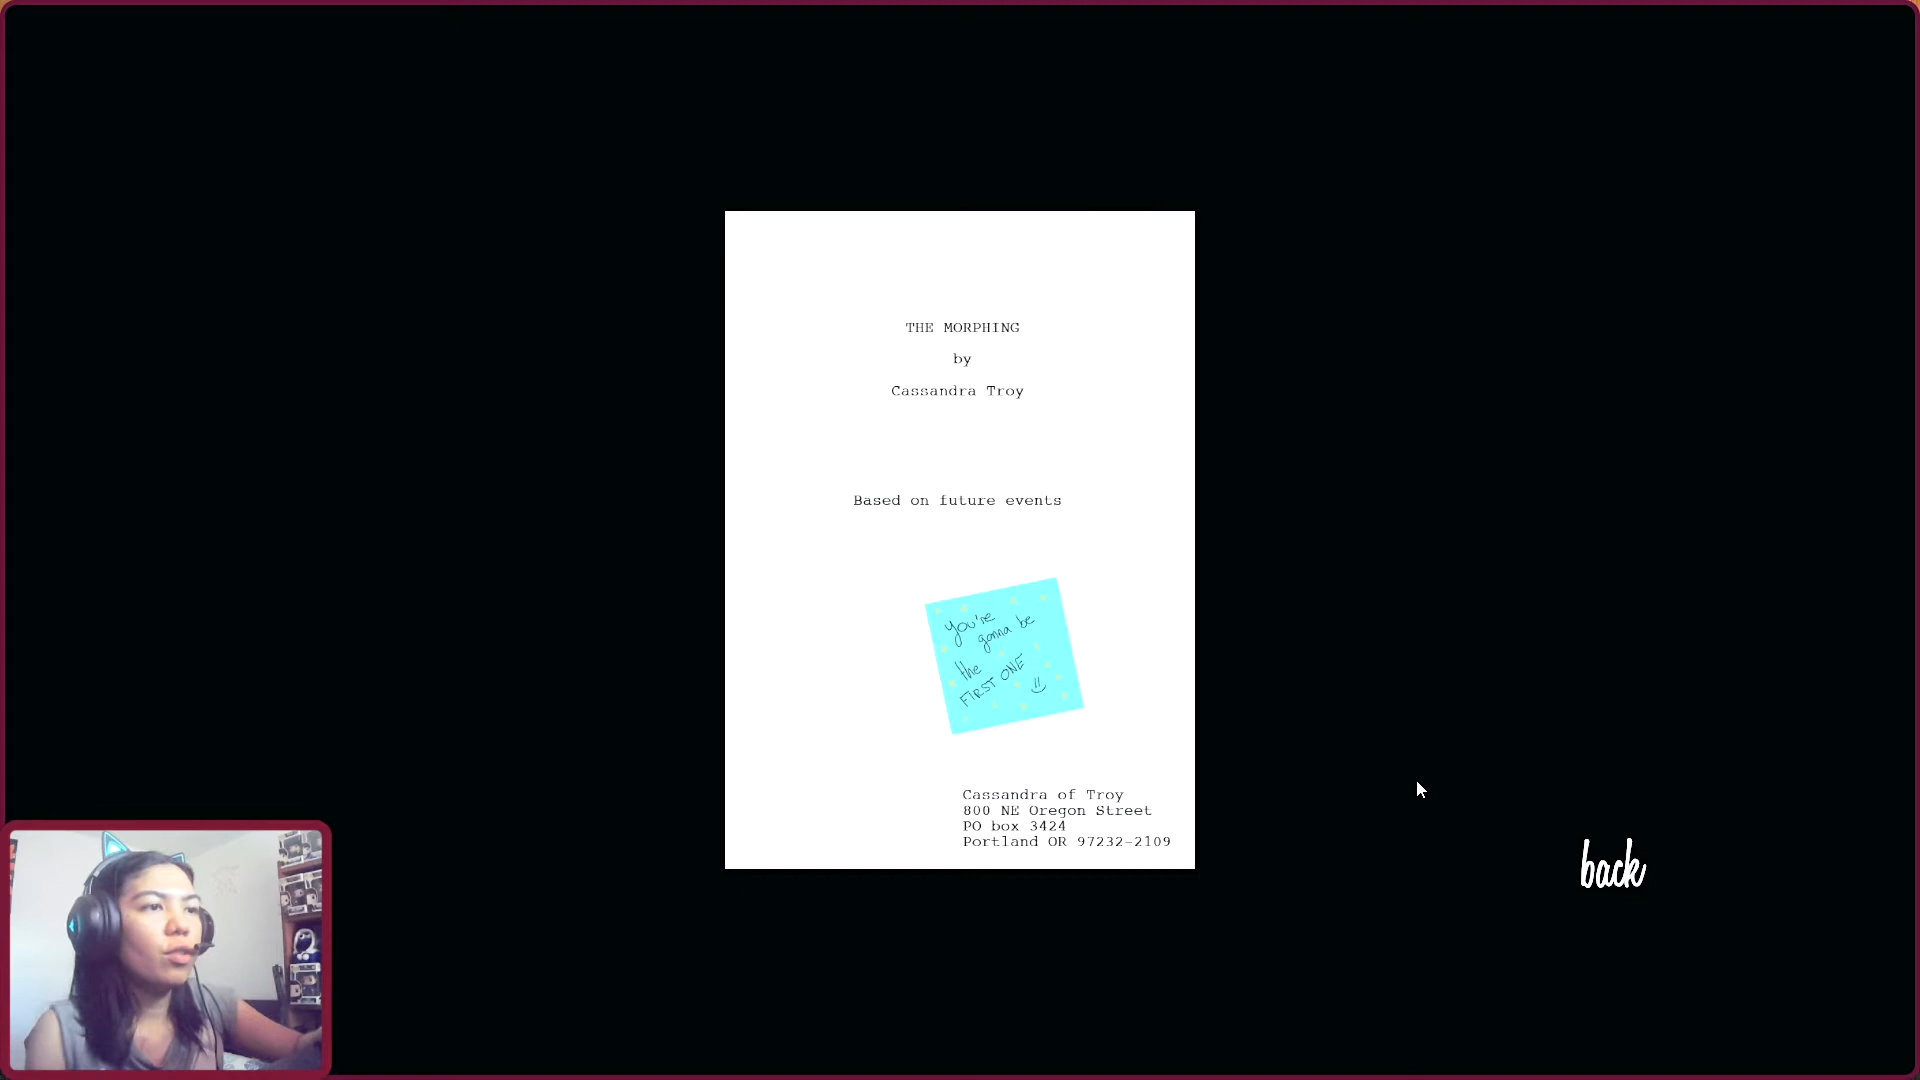 THE MORPHING
by
Cassandra Troy
Based on future events
you're
gonna be
the
FIRST ONE
Cassandra of Troy
800 NE Oregon Street
PO box 3424
Portland OR 97232-2109
back